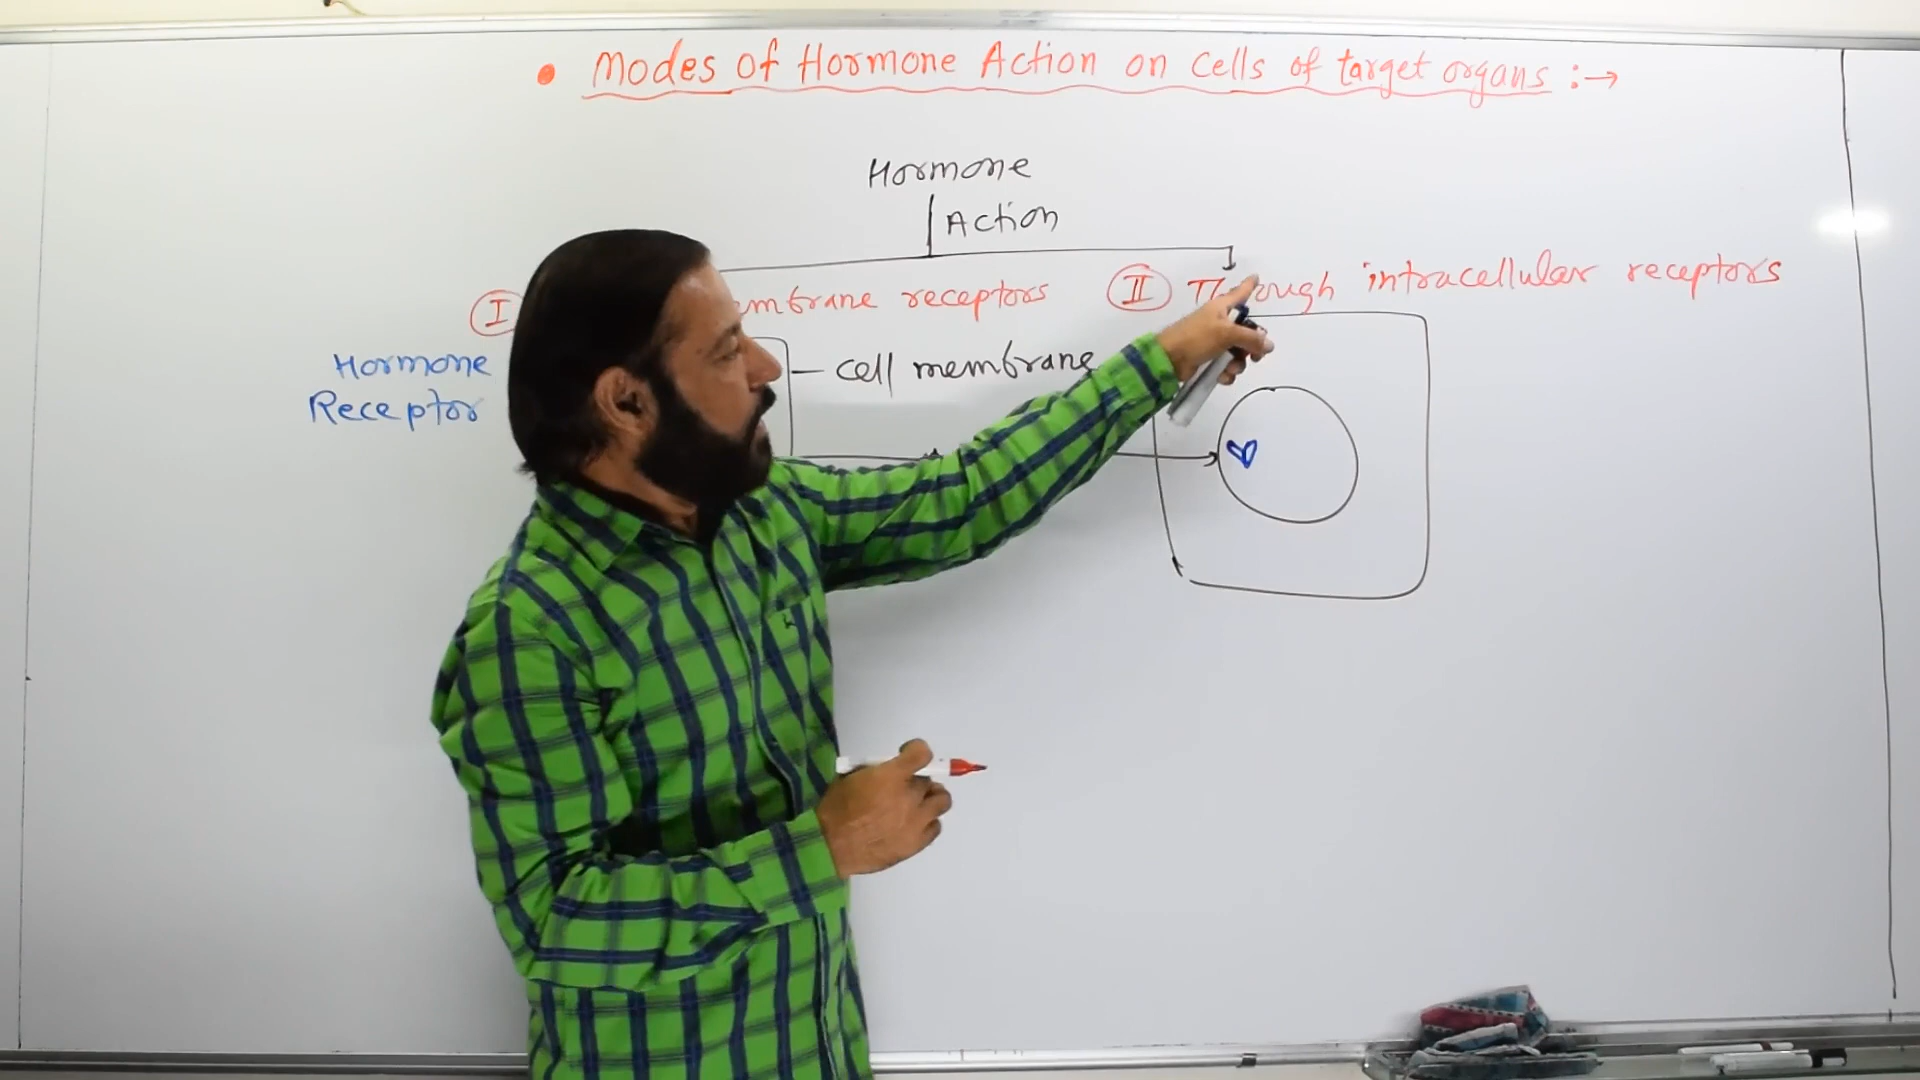 • Modes of Hormone Action on cells of target organs :→
Hormone
Action
I
receptors
II Through intracellular receptors
Hormone
Receptor
cell membrane